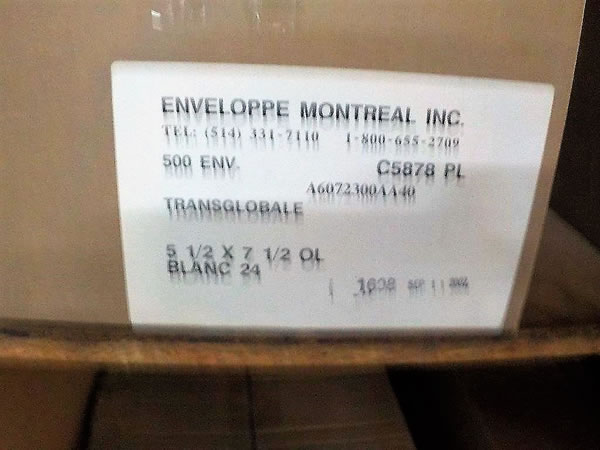 ENVELOPPE MONTREAL INC.
TEL: (514) 331-7110 1-800-655-2709
500 ENV. C5878 PL
A6072300AA40
TRANSGLOBALE
5 1/2 X 7 1/2 OL
BLANC 24